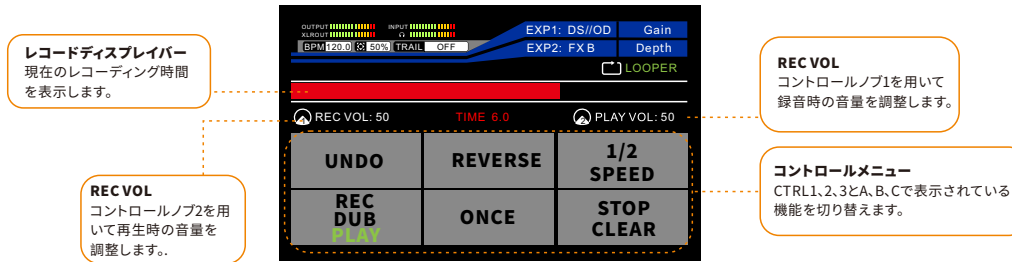 レコードディスプレイバー
現在のレコーディング時間
を表示します。
REC VOL
コントロールノブ2を用
いて再生時の音量を
調整します。.
OUTPUT
INPUT
XLROUT
BPM 120.0 50% TRAIL OFF
EXP1: DS//OD Gain
EXP2: FX B Depth
LOOPER
1 REC VOL: 50
TIME 6.0
2 PLAY VOL: 50
UNDO
REVERSE
1/2
SPEED
REC
DUB
PLAY
ONCE
STOP
CLEAR
REC VOL
コントロールノブ1を用いて
録音時の音量を調整します。
コントロールメニュー
CTRL1、2、3とA、B、Cで表示されている
機能を切り替えます。